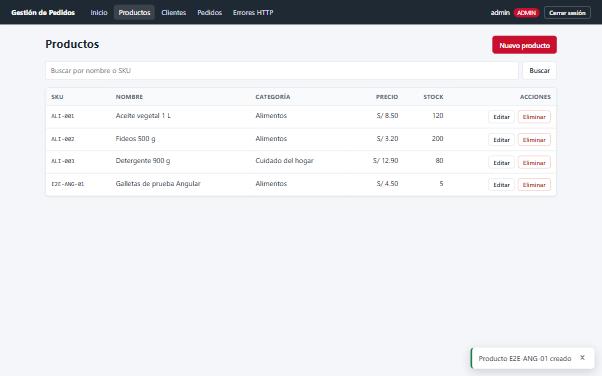 Gestión de Pedidos Inicio Productos Clientes Pedidos Errores HTTP admin ADMIN Cerrar sesión
Productos Nuevo producto
Buscar por nombre o SKU Buscar
SKU NOMBRE CATEGORÍA PRECIO STOCK ACCIONES
ALI-001 Aceite vegetal 1 L Alimentos S/ 8.50 120 Editar Eliminar
ALI-002 Fideos 500 g Alimentos S/ 3.20 200 Editar Eliminar
ALI-003 Detergente 900 g Cuidado del hogar S/ 12.90 80 Editar Eliminar
E2E-ANG-01 Galletas de prueba Angular Alimentos S/ 4.50 5 Editar Eliminar
Producto E2E-ANG-01 creado x